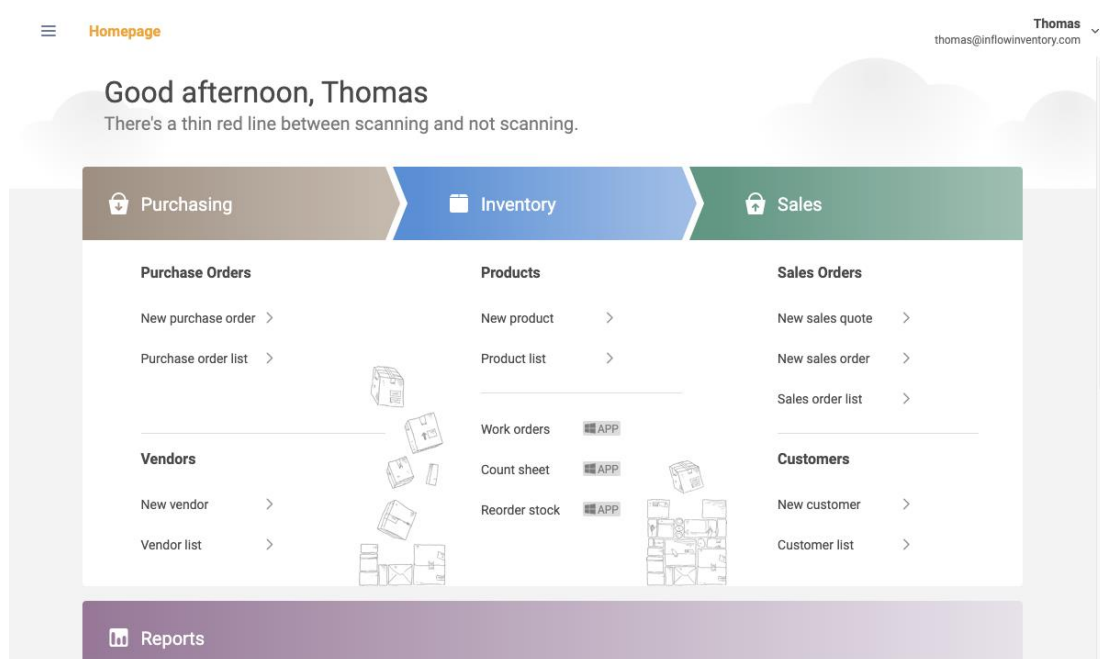 Homepage
Thomas
thomas@inflowinventory.com
Good afternoon, Thomas
There's a thin red line between scanning and not scanning.
Purchasing
Inventory
Sales
Purchase Orders
New purchase order
Purchase order list
Vendors
New vendor
Vendor list
Products
New product
Product list
Work orders APP
Count sheet APP
Reorder stock APP
Sales Orders
New sales quote
New sales order
Sales order list
Customers
New customer
Customer list
Reports